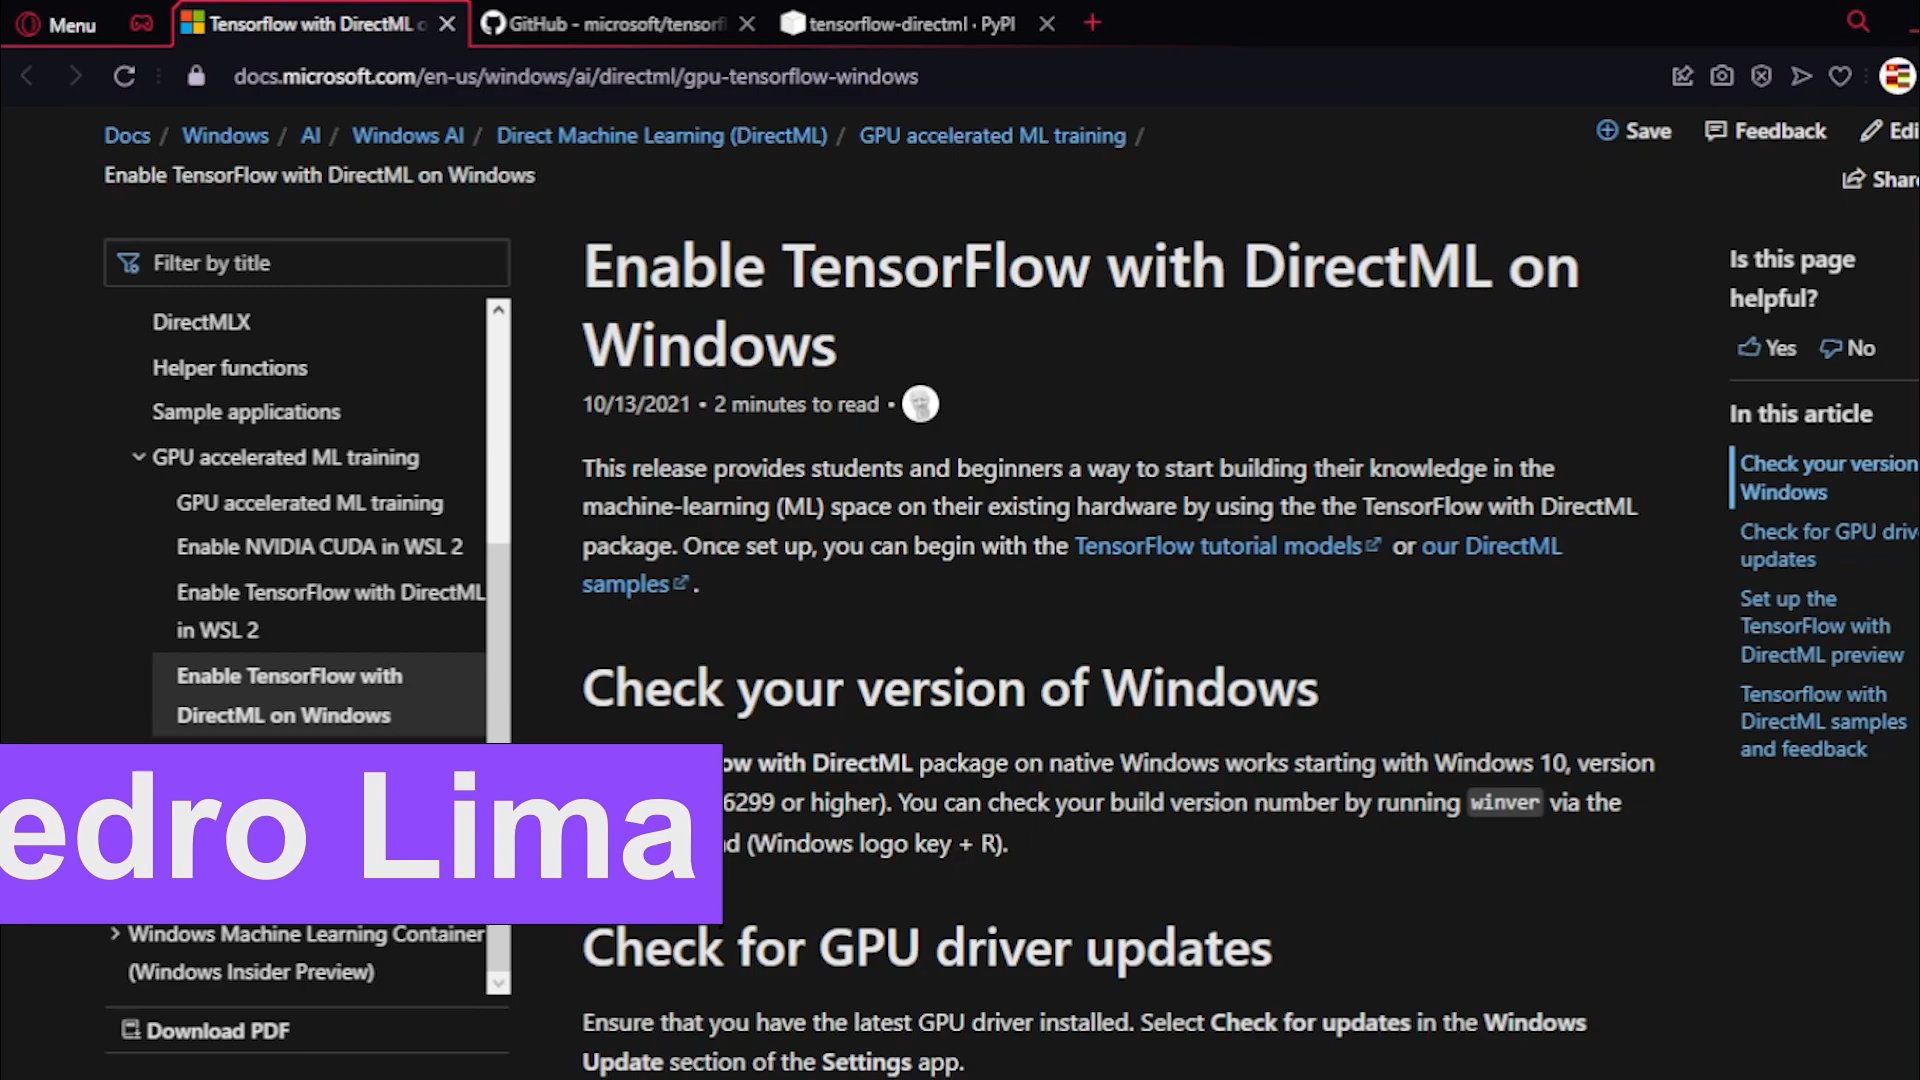 Menu
Tensorflow with DirectML
GitHub - microsoft/tensorf
tensorflow-directml · PyPI
docs.microsoft.com/en-us/windows/ai/directml/gpu-tensorflow-windows
Docs / Windows / AI / Windows AI / Direct Machine Learning (DirectML) / GPU accelerated ML training /
Enable TensorFlow with DirectML on Windows
Save
Feedback
Edi
Share
Filter by title
DirectMLX
Helper functions
Sample applications
GPU accelerated ML training
GPU accelerated ML training
Enable NVIDIA CUDA in WSL 2
Enable TensorFlow with DirectML
in WSL 2
Enable TensorFlow with
DirectML on Windows
edro Lima
Windows Machine Learning Container
(Windows Insider Preview)
Download PDF
Enable TensorFlow with DirectML on
Windows
10/13/2021 • 2 minutes to read •
This release provides students and beginners a way to start building their knowledge in the
machine-learning (ML) space on their existing hardware by using the the TensorFlow with DirectML
package. Once set up, you can begin with the TensorFlow tutorial models or our DirectML
samples .
Check your version of Windows
ow with DirectML package on native Windows works starting with Windows 10, version
6299 or higher). You can check your build version number by running winver via the
d (Windows logo key + R).
Check for GPU driver updates
Ensure that you have the latest GPU driver installed. Select Check for updates in the Windows
Update section of the Settings app.
Is this page
helpful?
Yes
No
In this article
Check your version
Windows
Check for GPU driv
updates
Set up the
TensorFlow with
DirectML preview
Tensorflow with
DirectML samples
and feedback